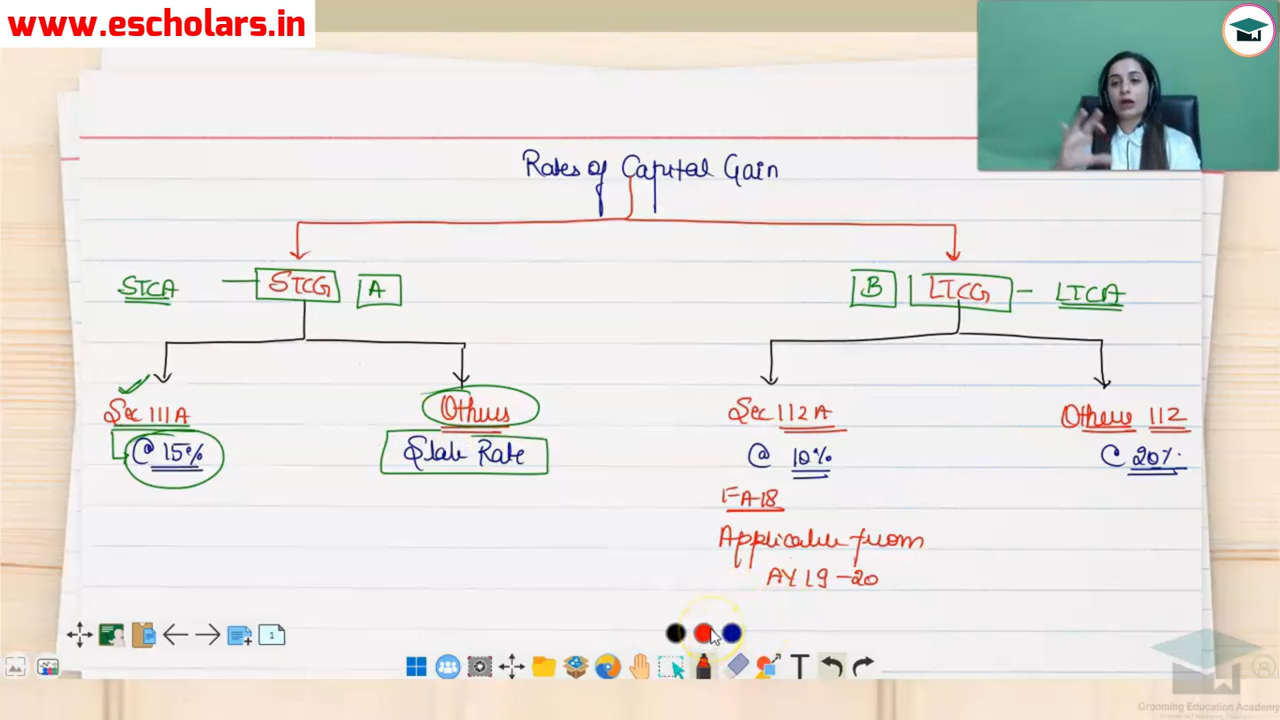 www.escholars.in
Rates of Capital Gain
STCA — STCG A
B LTCG - LTCA
Sec 111A
@ 15%
Others
Slab Rate
Sec 112A
@ 10%
FA-18
Applicable from
AY 19-20
Others 112
@ 20%
1
T
Grooming Education Academy